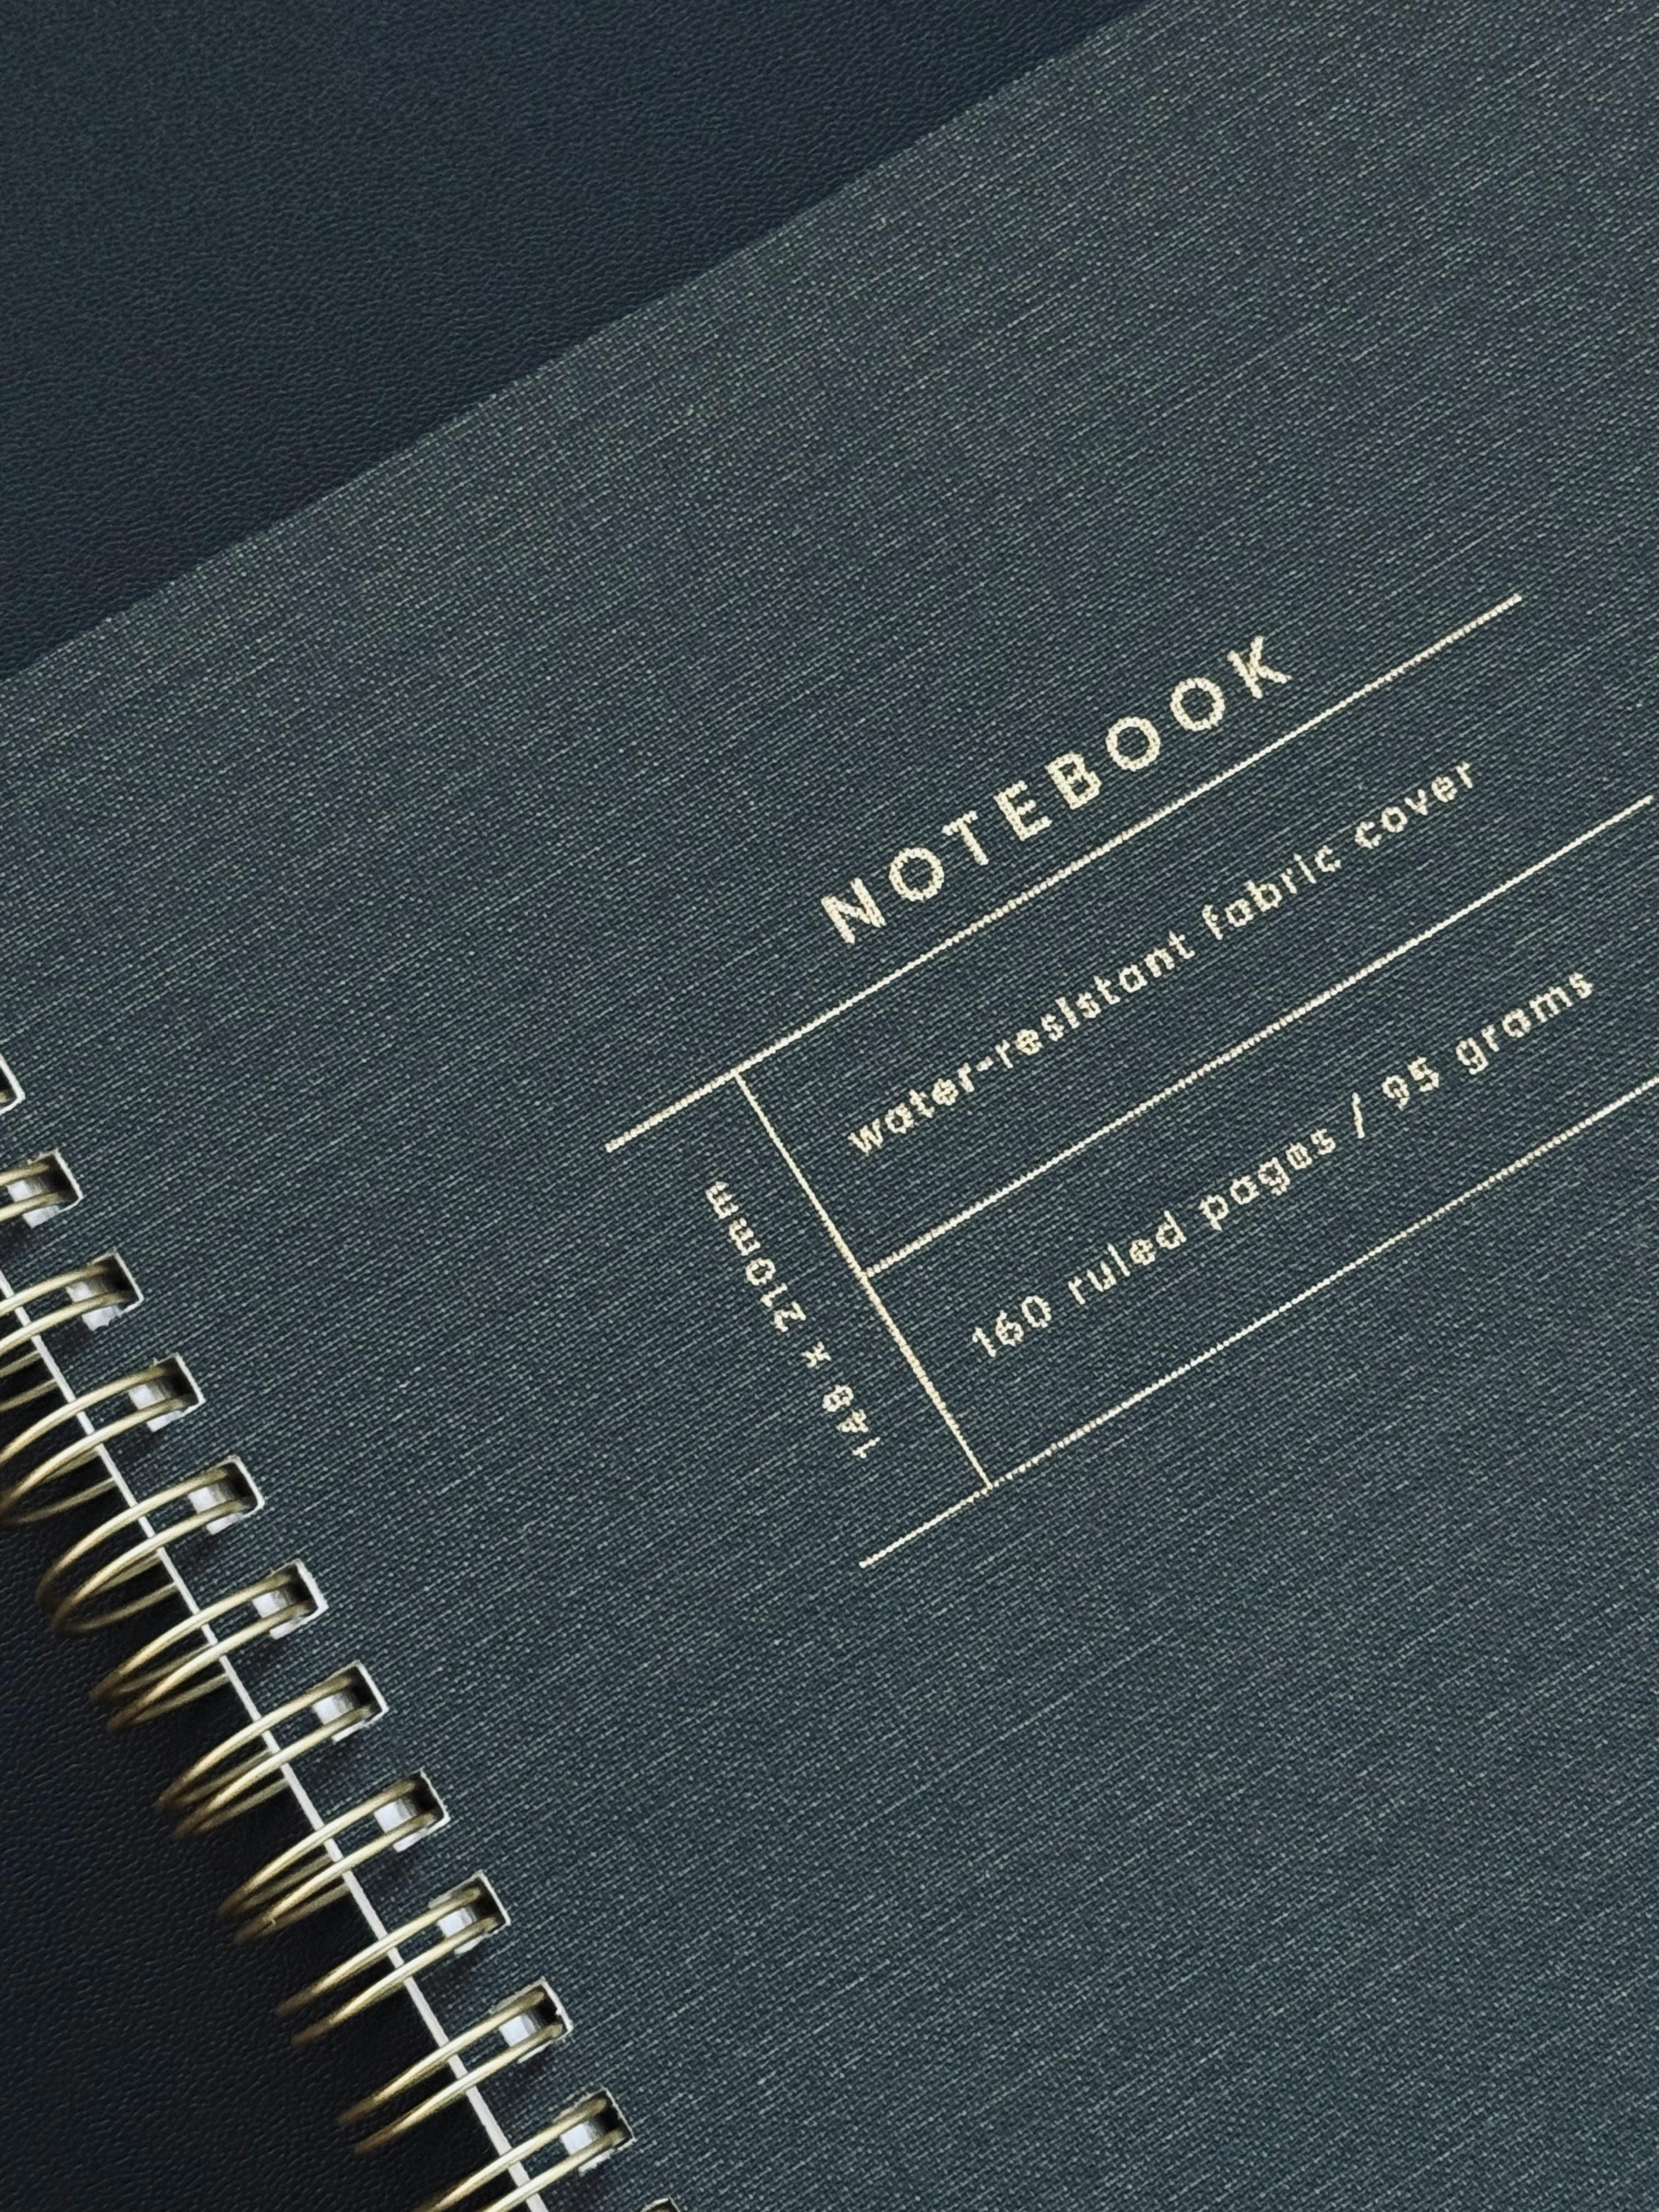 NOTEBOOK
water-resistant fabric cover
160 ruled pages / 95 grams
148 x 210mm